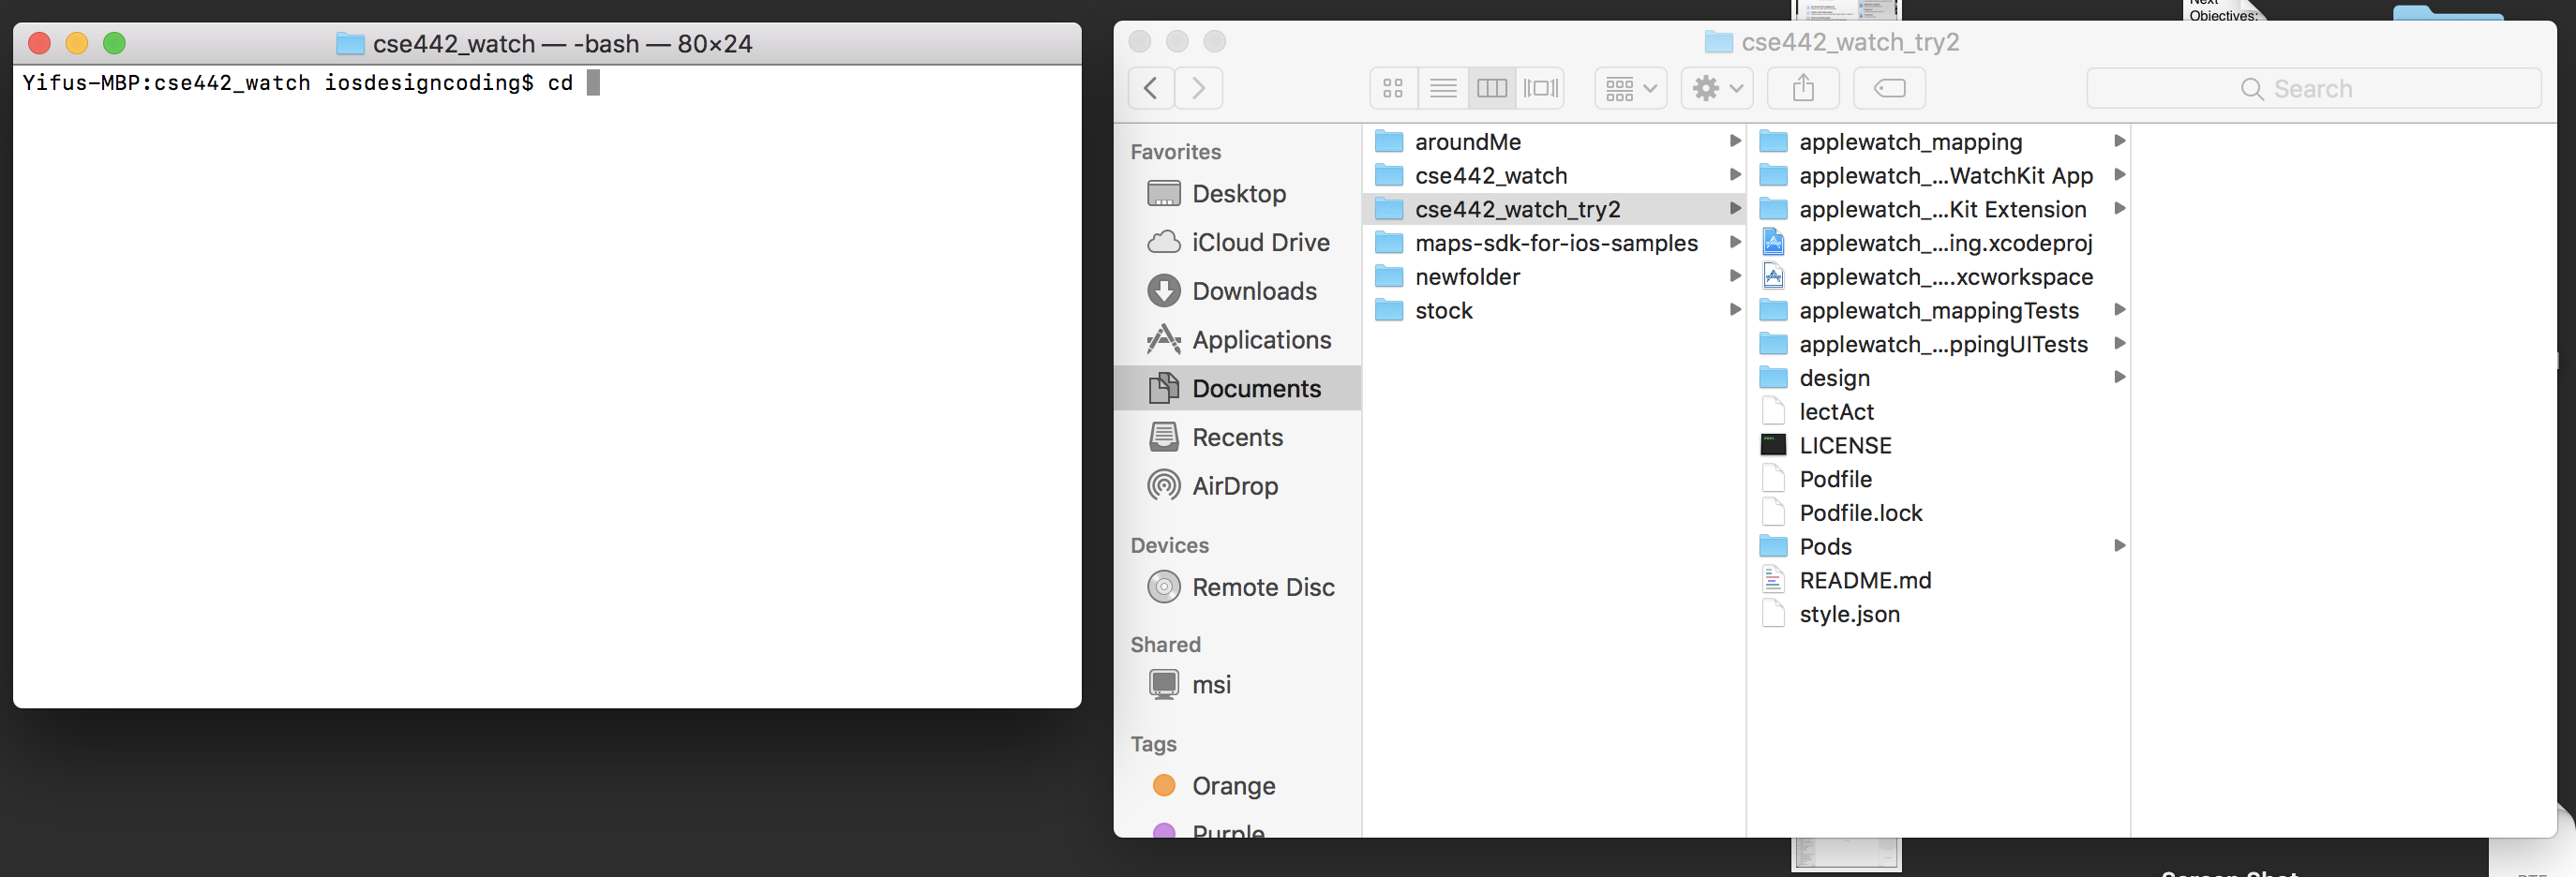 cse442_watch — -bash — 80×24
Yifus-MBP:cse442_watch iosdesigncoding$ cd
Objectives:
cse442_watch_try2
Search
Favorites
Desktop
iCloud Drive
Downloads
Applications
Documents
Recents
AirDrop
Devices
Remote Disc
Shared
msi
Tags
Orange
Purple
aroundMe
cse442_watch
cse442_watch_try2
maps-sdk-for-ios-samples
newfolder
stock
applewatch_mapping
applewatch_...WatchKit App
applewatch_...Kit Extension
applewatch_...ing.xcodeproj
applewatch_....xcworkspace
applewatch_mappingTests
applewatch_...ppingUITests
design
lectAct
LICENSE
Podfile
Podfile.lock
Pods
README.md
style.json
Screen Shot